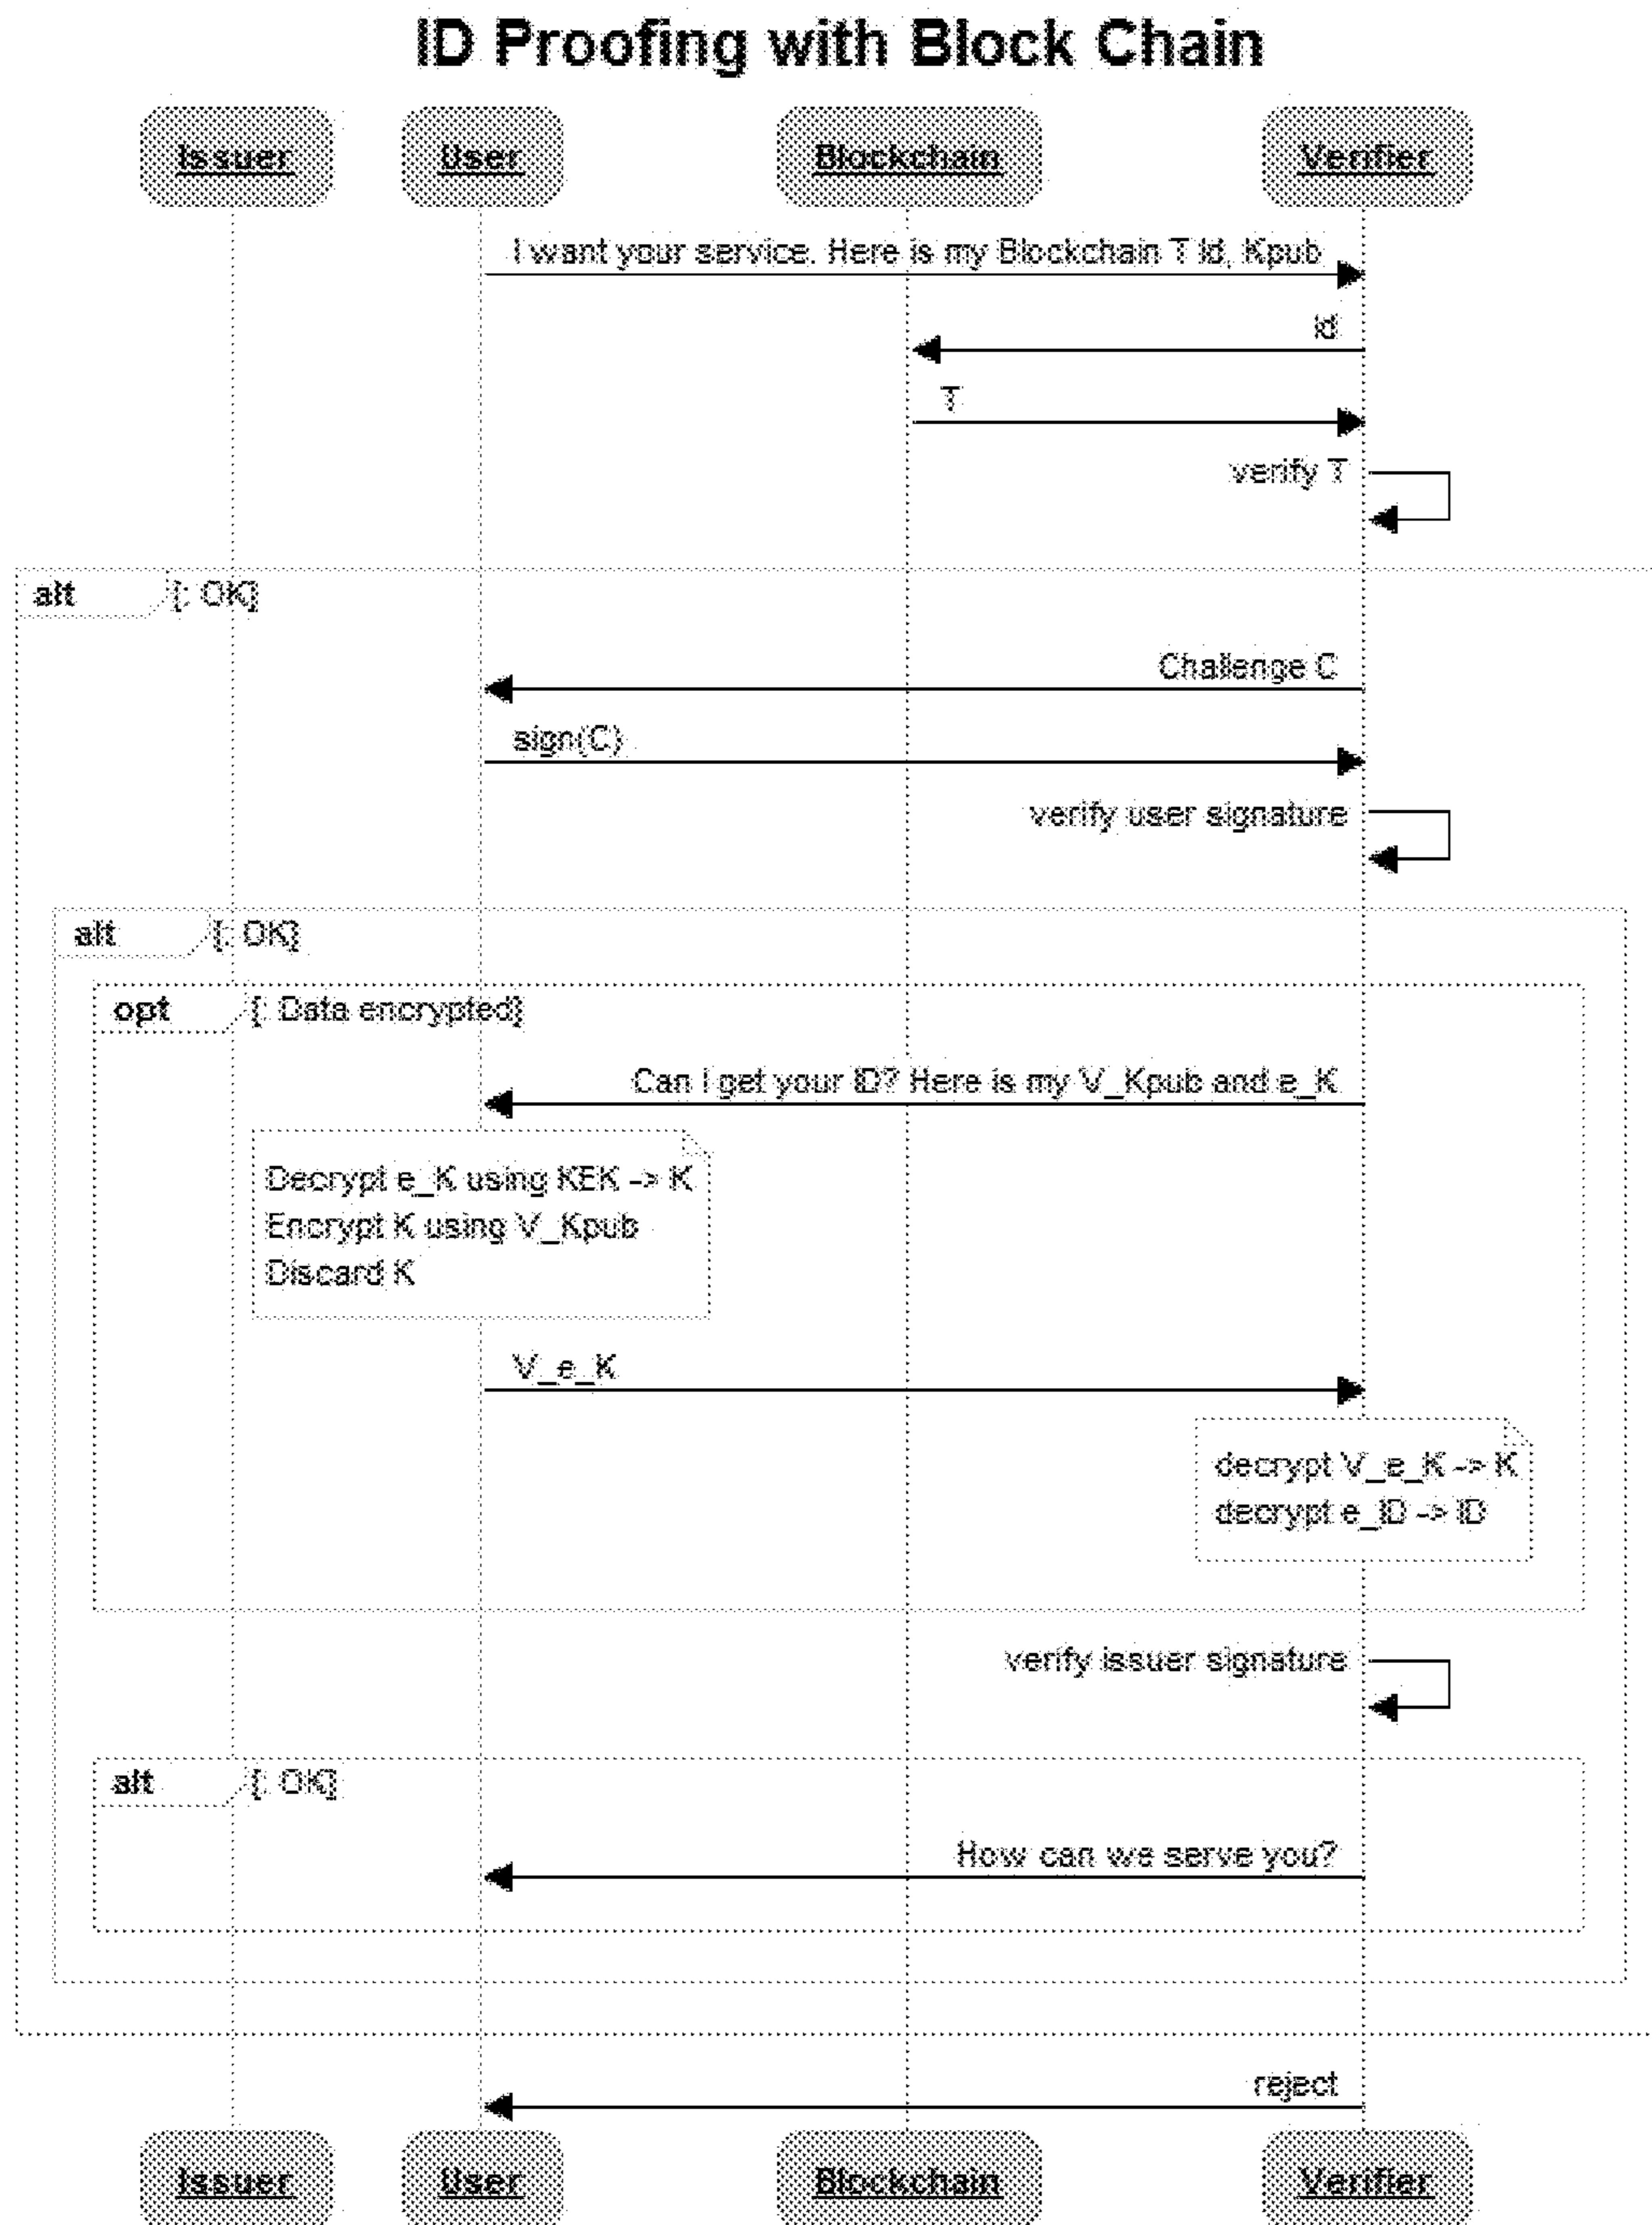 ID Proofing with Block Chain
Issuer
User
Blockchain
Verifier
I want your service. Here is my Blockchain T Id, Kpub
Id
T
verify T
alt
[: OK]
Challenge C
sign(C)
verify user signature
alt
[: OK]
opt
[: Data encrypted]
Can I get your ID? Here is my V_Kpub and e_K
Decrypt e_K using KEK -> K
Encrypt K using V_Kpub
Discard K
V_e_K
decrypt V_e_K -> K
decrypt e_ID -> ID
verify issuer signature
alt
[: OK]
How can we serve you?
reject
Issuer
User
Blockchain
Verifier